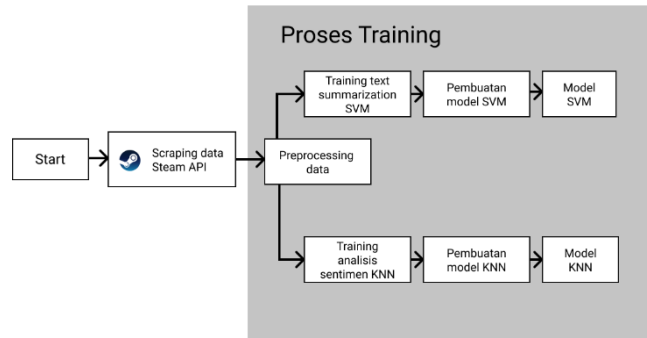 Proses Training
Start
Scraping data
Steam API
Preprocessing
data
Training text
summarization
SVM
Pembuatan
model SVM
Model
SVM
Training
analisis
sentimen KNN
Pembuatan
model KNN
Model
KNN